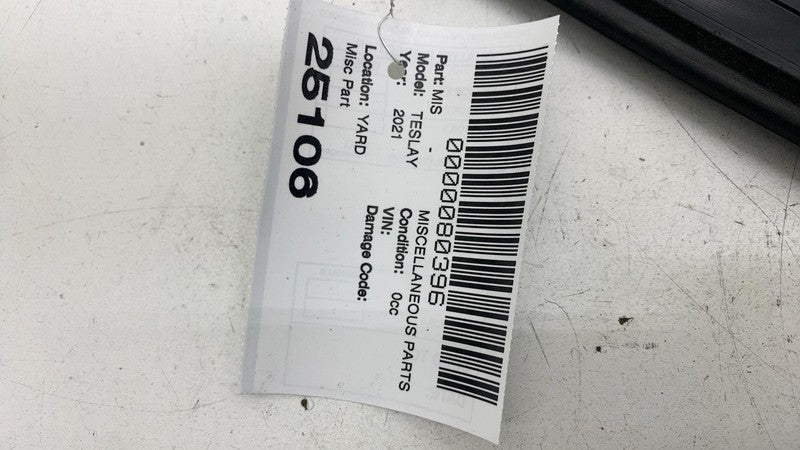 0000080396
Part: MIS - MISCELLANEOUS PARTS
Model: TESLAY Condition: 0cc
Year: 2021 VIN:
Damage Code:
Location: YARD
Misc Part
25106